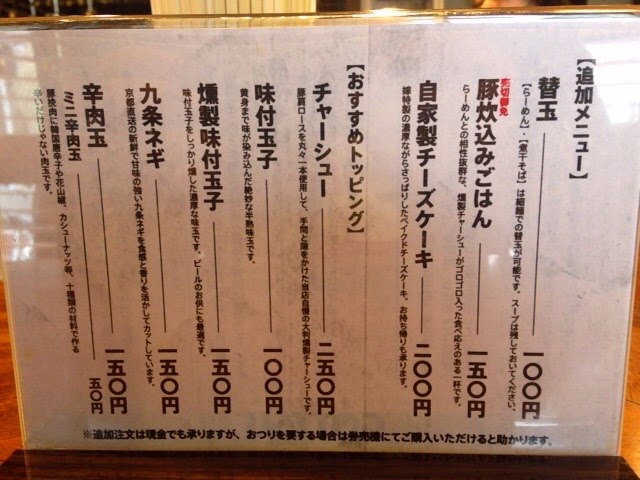 【追加メニュー】
替玉 一〇〇円
【らーめん】・【煮干そば】は細麺での替玉が可能です。スープは残しておいてください。
売切御免
豚炊込みごはん 一五〇円
らーめんとの相性抜群な、燻製チャーシューがゴロゴロ入った食べ応えのある一杯です。
自家製チーズケーキ 二〇〇円
嫁特製の濃厚ながらさっぱりしたベイクドチーズケーキ。お持ち帰りも承ります。
【おすすめトッピング】
チャーシュー 二五〇円
豚肩ロースを丸々一本使用して、手間と暇をかけた当店自慢の大判燻製チャーシューです。
味付玉子 一〇〇円
黄身まで味が染み込んだ絶妙な半熟味玉です。
燻製味付玉子 一五〇円
味付玉子をしっかり燻した濃厚な味玉です。ビールのお供にも最適です。
九条ネギ 一五〇円
京都直送の新鮮で甘味の強い九条ネギを食感と香りを活かしてカットしています。
辛肉玉 一五〇円
ミニ辛肉玉 五〇円
豚挽肉に韓国唐辛子や花山椒、カシューナッツ等、十種類の材料で作る
辛いだけじゃない肉玉です。
※追加注文は現金でも承りますが、おつりを要する場合は券売機にてご購入いただけると助かります。